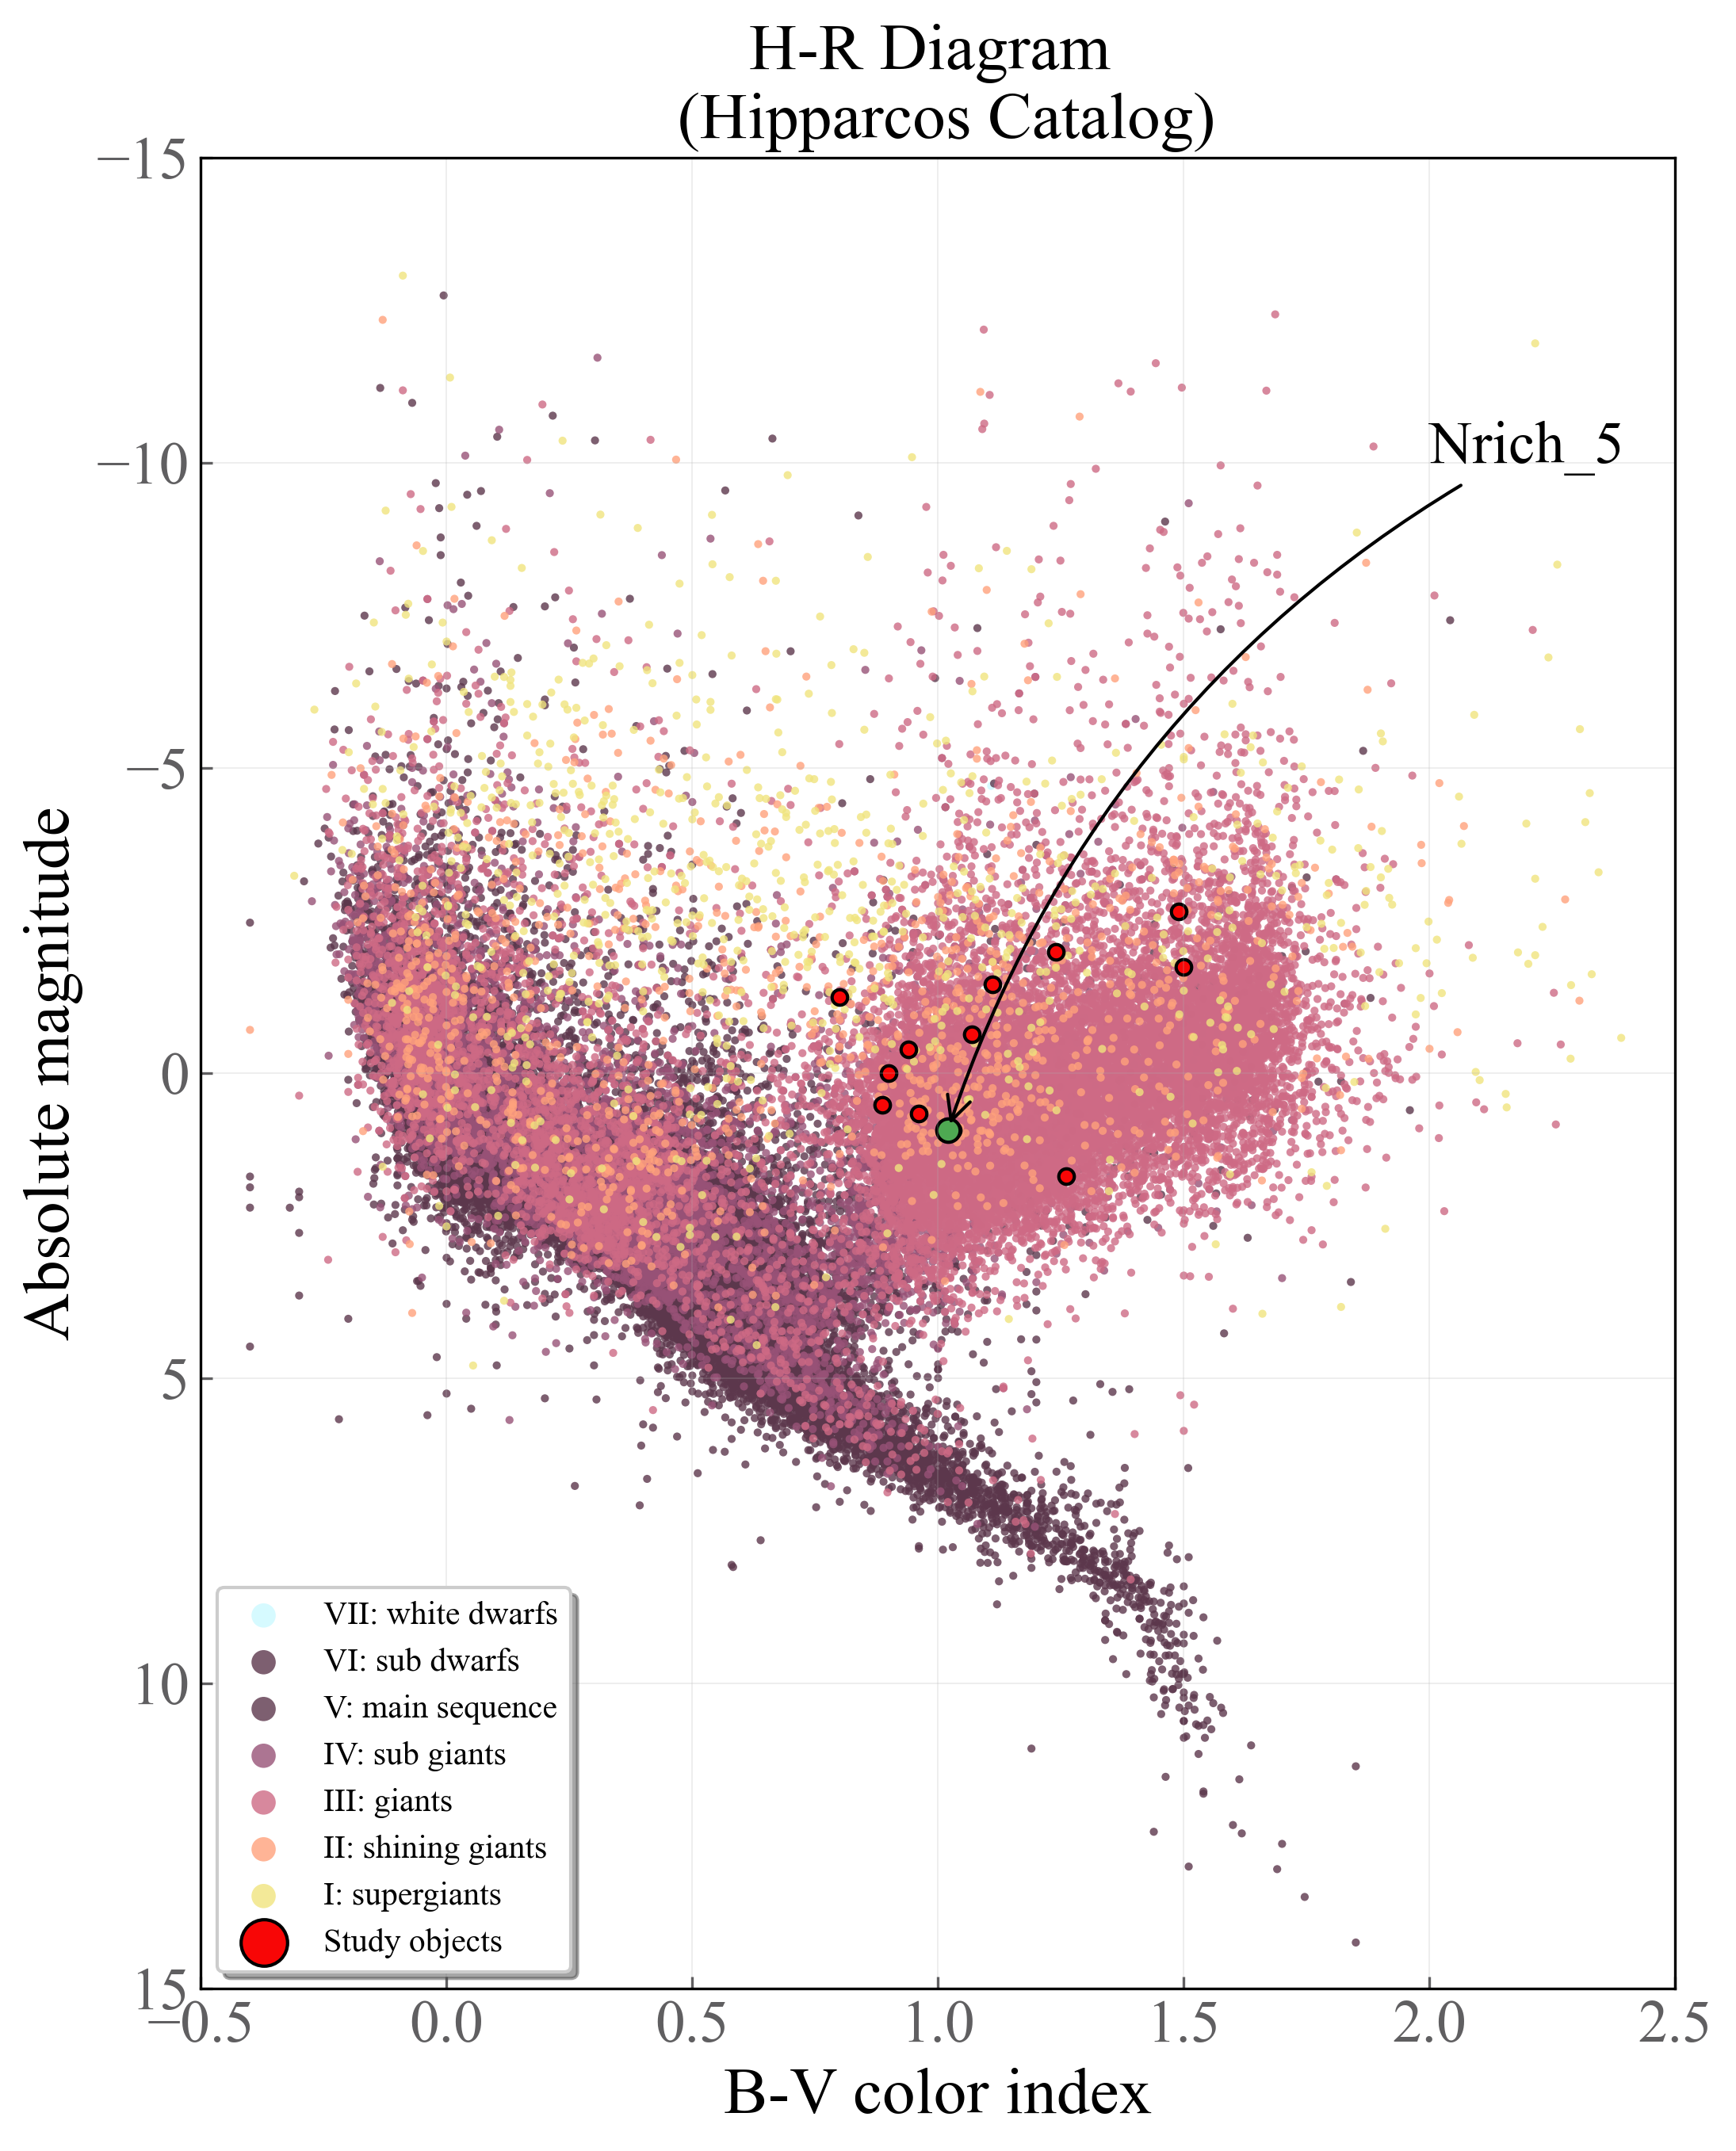 H-R Diagram
(Hipparcos Catalog)
−15
−10
−5
0
5
10
15
Absolute magnitude
Nrich_5
VII: white dwarfs
VI: sub dwarfs
V: main sequence
IV: sub giants
III: giants
II: shining giants
I: supergiants
Study objects
−0.5 0.0 0.5 1.0 1.5 2.0 2.5
B-V color index